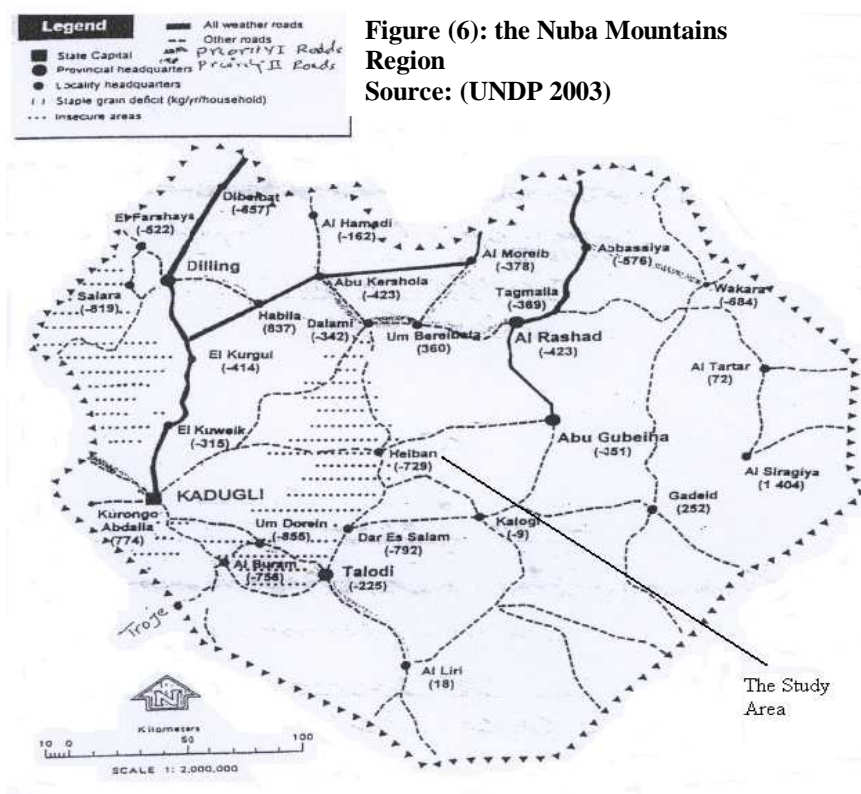 Legend
All weather roads
Other roads
PRIORITY I Roads
Priority II Roads
State Capital
Provincial headquarters
Locality headquarters
( ) Staple grain deficit (kg/yr/household)
Insecure areas
Figure (6): the Nuba Mountains
Region
Source: (UNDP 2003)
Dibeibat
(-657)
El Farshaya
(-522)
Al Hamadi
(-162)
Dilling
Salara
(-819)
Abu Kershola
(-423)
Al Moreib
(-378)
Abbassiya
(-576)
Wakara
(-684)
Habila
(837)
Dalami
(-342)
Um Bereibeta
(360)
Tagmalla
(-369)
Al Rashad
(-423)
El Kurgul
(-414)
Al Tartar
(72)
El Kuweik
(-315)
Abu Gubeiha
(-351)
Heiban
(-729)
Al Siragiya
(1 404)
KADUGLI
Kurongo
Abdalla
(774)
Um Dorein
(-855)
Dar Es Salam
(-792)
Kalogi
(-9)
Gadeid
(252)
Al Buram
(-756)
Talodi
(-225)
Troje
Al Liri
(18)
The Study
Area
N
Kilometers
10 0 50 100
SCALE 1: 2,000,000